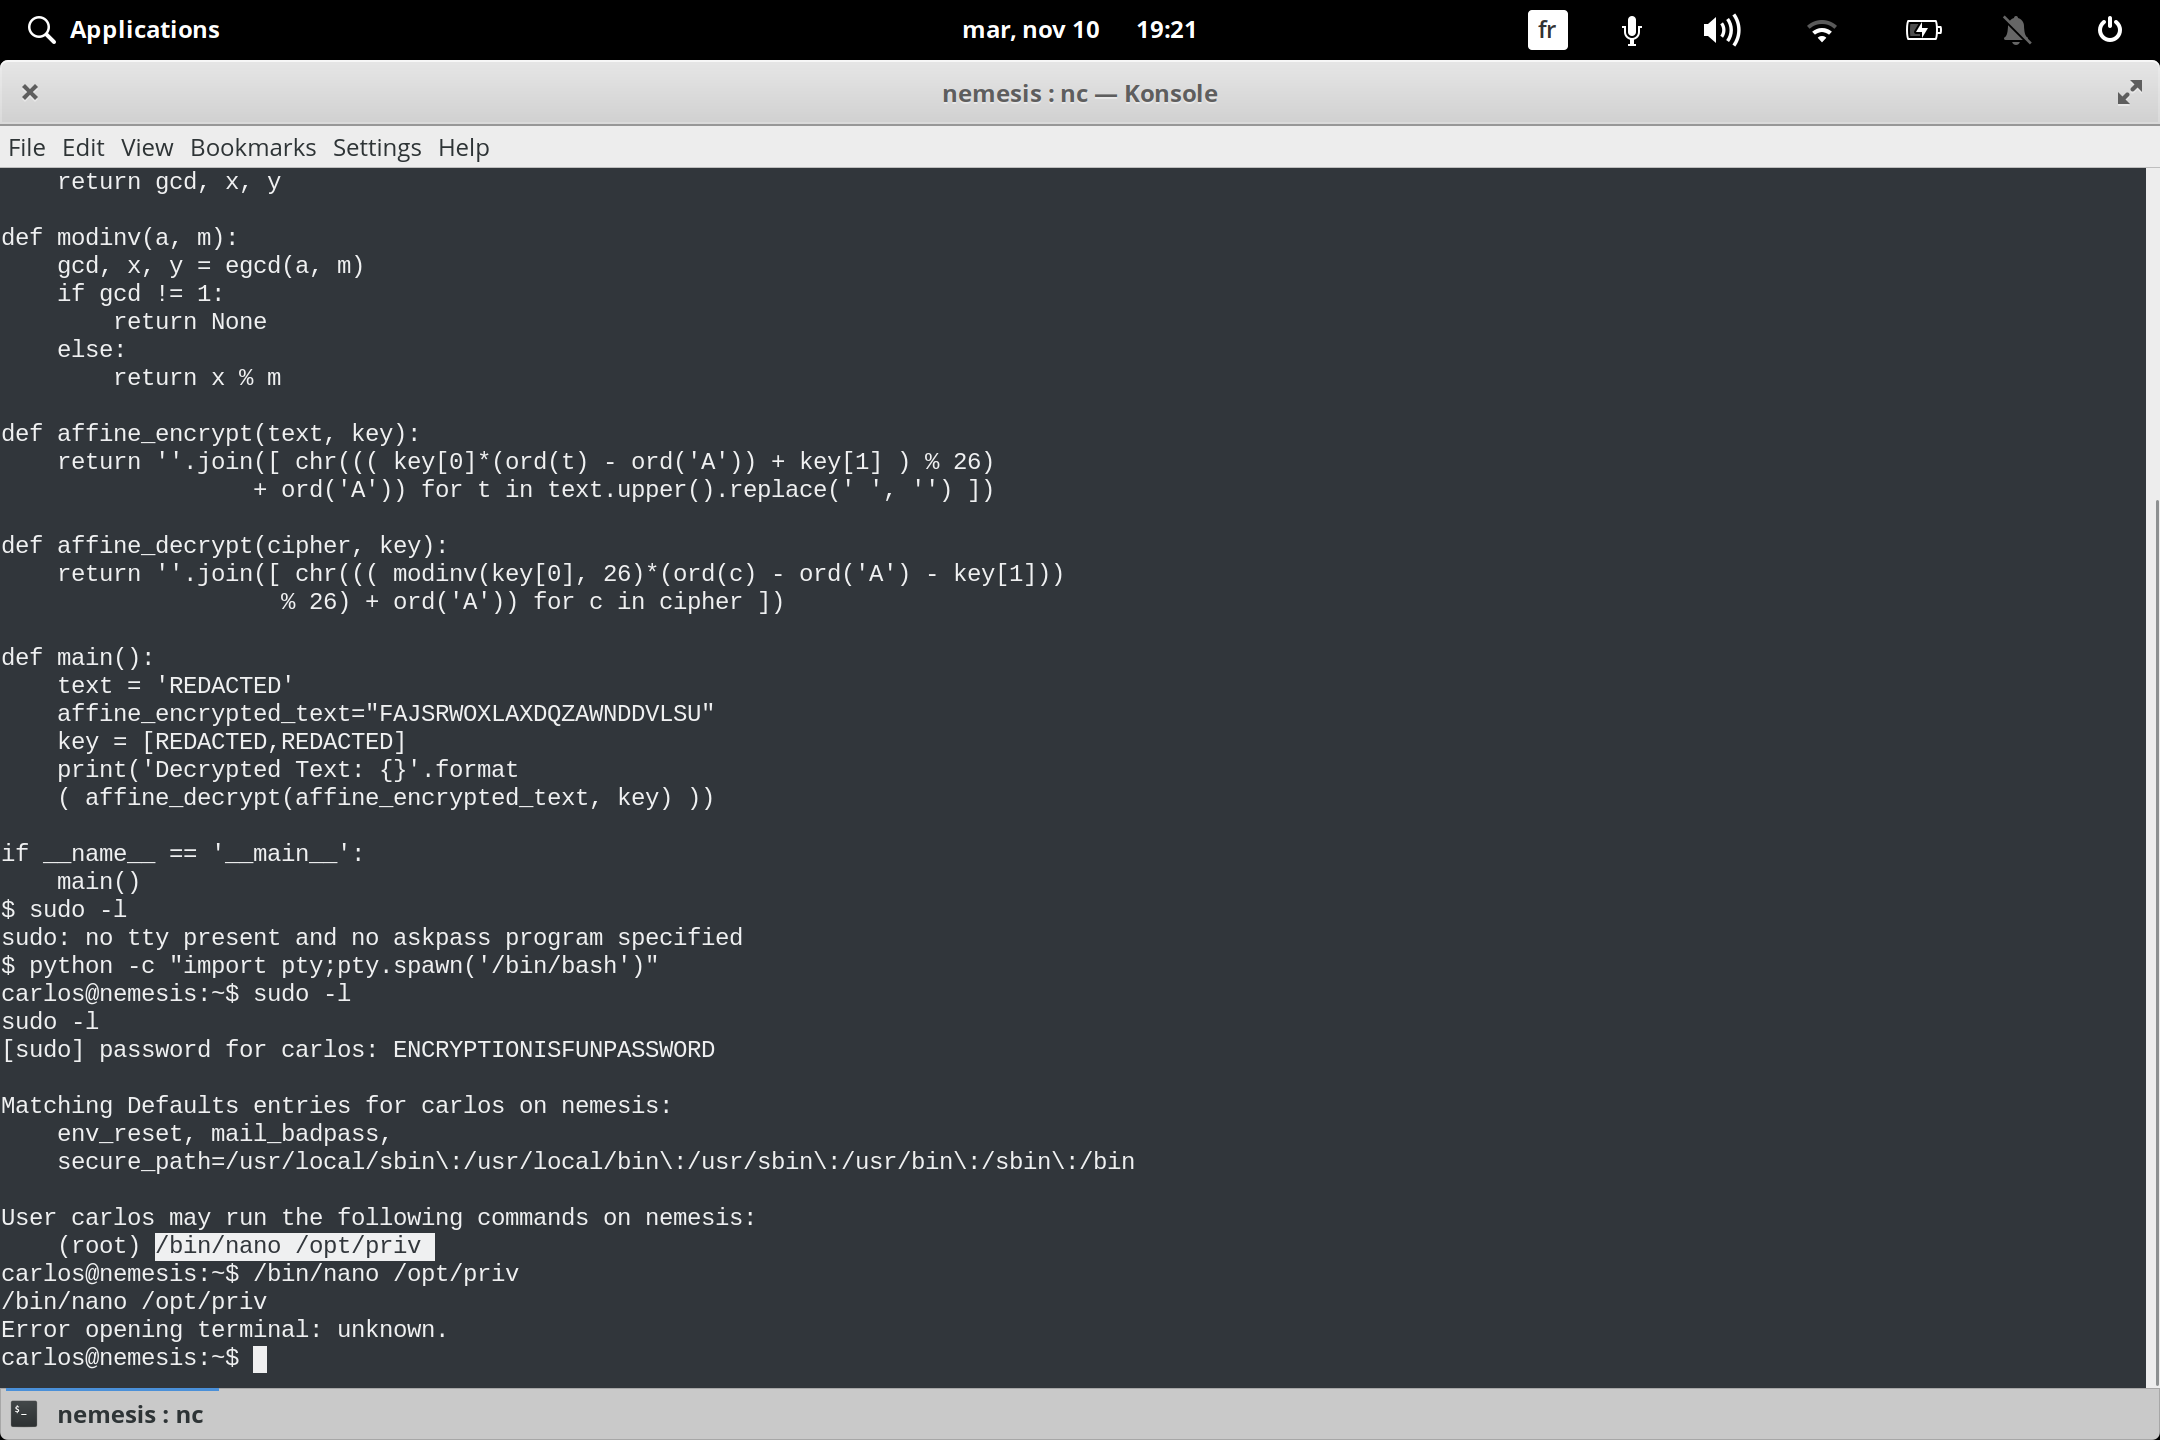 Applications
mar, nov 10 19:21
fr
nemesis : nc — Konsole
File Edit View Bookmarks Settings Help
    return gcd, x, y

def modinv(a, m):
    gcd, x, y = egcd(a, m)
    if gcd != 1:
        return None
    else:
        return x % m

def affine_encrypt(text, key):
    return ''.join([ chr((( key[0]*(ord(t) - ord('A')) + key[1] ) % 26)
                  + ord('A')) for t in text.upper().replace(' ', '') ])

def affine_decrypt(cipher, key):
    return ''.join([ chr((( modinv(key[0], 26)*(ord(c) - ord('A') - key[1]))
                    % 26) + ord('A')) for c in cipher ])

def main():
    text = 'REDACTED'
    affine_encrypted_text="FAJSRWOXLAXDQZAWNDDVLSU"
    key = [REDACTED,REDACTED]
    print('Decrypted Text: {}'.format
    ( affine_decrypt(affine_encrypted_text, key) ))

if __name__ == '__main__':
    main()
$ sudo -l
sudo: no tty present and no askpass program specified
$ python -c "import pty;pty.spawn('/bin/bash')"
carlos@nemesis:~$ sudo -l
sudo -l
[sudo] password for carlos: ENCRYPTIONISFUNPASSWORD

Matching Defaults entries for carlos on nemesis:
    env_reset, mail_badpass,
    secure_path=/usr/local/sbin\:/usr/local/bin\:/usr/sbin\:/usr/bin\:/sbin\:/bin

User carlos may run the following commands on nemesis:
    (root) /bin/nano /opt/priv
carlos@nemesis:~$ /bin/nano /opt/priv
/bin/nano /opt/priv
Error opening terminal: unknown.
carlos@nemesis:~$
nemesis : nc